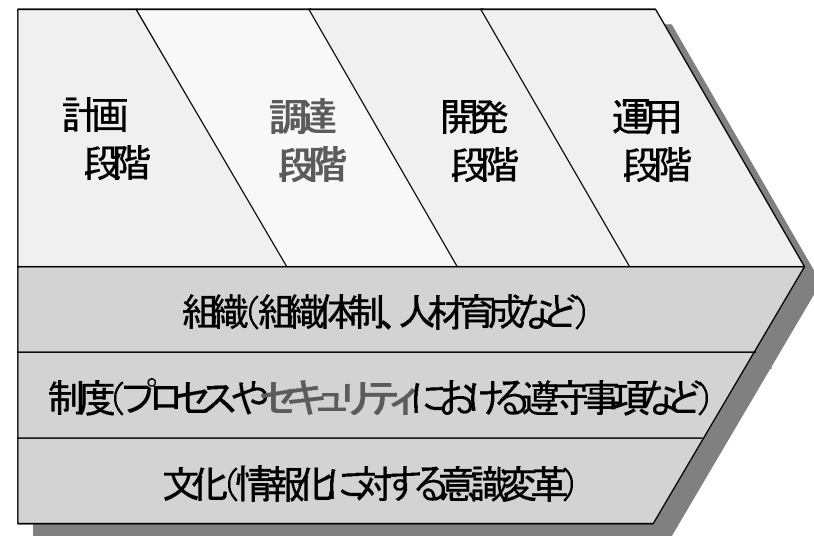 計画
段階
調達
段階
開発
段階
運用
段階
組織(組織体制、人材育成など)
制度(プロセスやセキュリティにおける遵守事項など)
文化(情報化に対する意識変革)